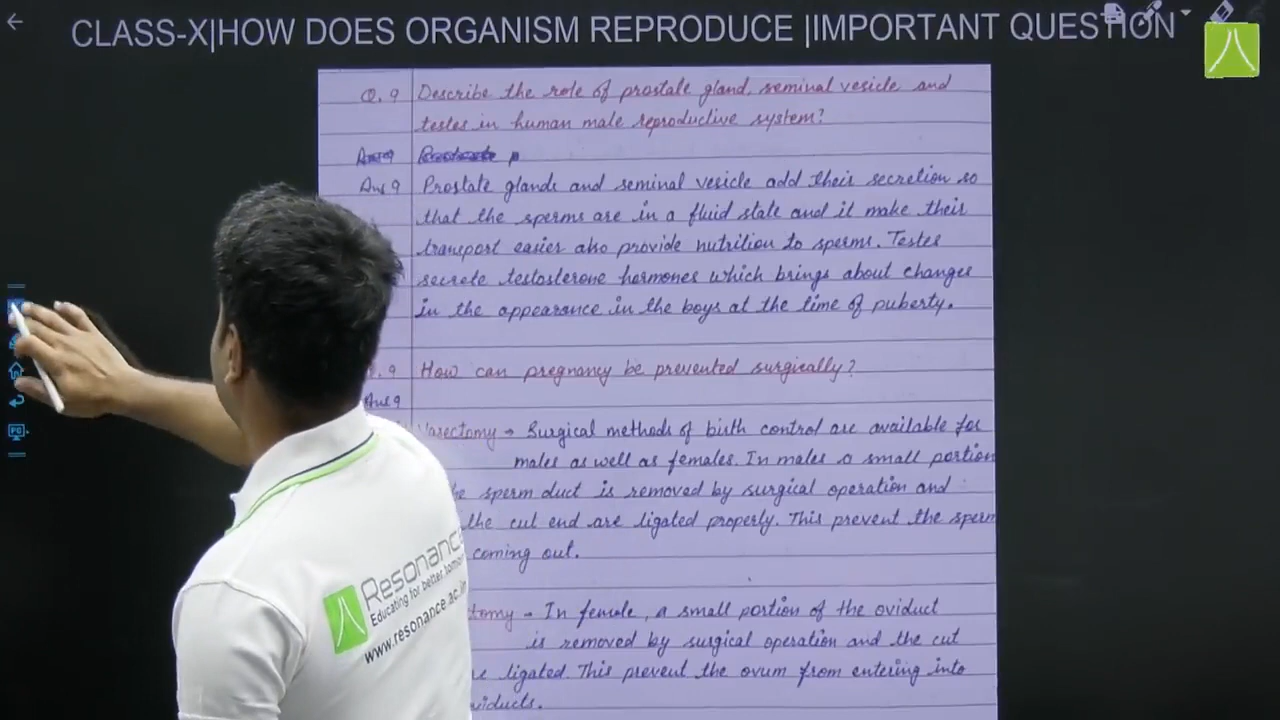 CLASS-X|HOW DOES ORGANISM REPRODUCE |IMPORTANT QUESTION
Q.9 Describe the role of prostate gland, seminal vesicle and
testes in human male reproductive system?
Ans 9 Prostate glands and seminal vesicle add their secretion so
that the sperms are in a fluid state and it make their
transport easier also provide nutrition to sperms. Testes
secrete testosterone hormones which brings about changes
in the appearance in the boys at the time of puberty.
.9 How can pregnancy be prevented surgically?
Ans 9
Vasectomy → Surgical methods of birth control are available for
males as well as females. In males a small portion
sperm duct is removed by surgical operation and
the cut end are ligated properly. This prevent the sperm
coming out.
tomy - In female, a small portion of the oviduct
is removed by surgical operation and the cut
ligated. This prevent the ovum from entering into
viducts.
Resonanc
Educating for better tomor
www.resonance.ac.in